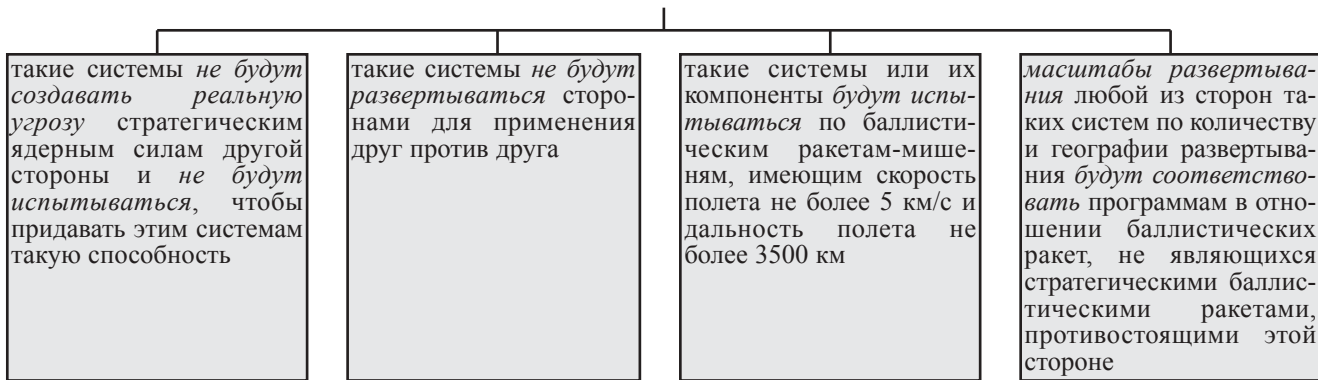 такие системы не будут
создавать реальную
угрозу стратегическим
ядерным силам другой
стороны и не будут
испытываться, чтобы
придавать этим системам
такую способность
такие системы не будут
развертываться сторо-
нами для применения
друг против друга
такие системы или их
компоненты будут испы-
тываться по баллисти-
ческим ракетам-мише-
ням, имеющим скорость
полета не более 5 км/с и
дальность полета не
более 3500 км
масштабы развертыва-
ния любой из сторон та-
ких систем по количеству
и географии развертыва-
ния будут соответство-
вать программам в отно-
шении баллистических
ракет, не являющихся
стратегическими баллис-
тическими ракетами,
противостоящими этой
стороне